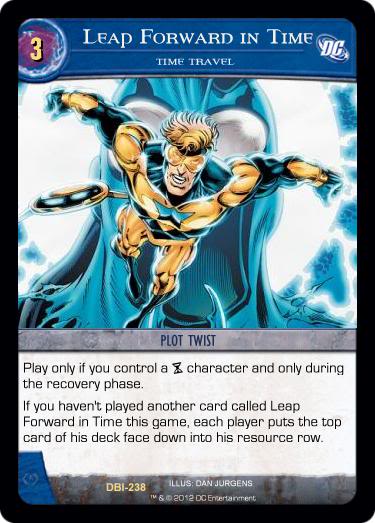 3
LEAP FORWARD IN TIME
DC
TIME TRAVEL
PLOT TWIST
Play only if you control a character and only during
the recovery phase.
If you haven't played another card called Leap
Forward in Time this game, each player puts the top
card of his deck face down into his resource row.
DBI-238
ILLUS: DAN JURGENS
™ & © 2012 DC Entertainment